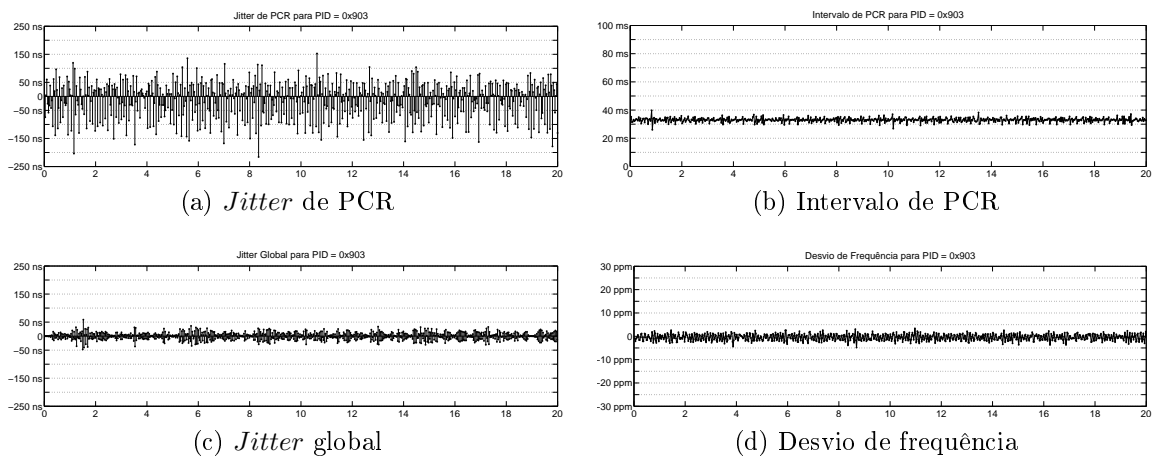 Jitter de PCR para PID = 0x903
250 ns
150 ns
50 ns
0
−50 ns
−150 ns
−250 ns
0 2 4 6 8 10 12 14 16 18 20
(a) Jitter de PCR
Intervalo de PCR para PID = 0x903
100 ms
80 ms
60 ms
40 ms
20 ms
0
0 2 4 6 8 10 12 14 16 18 20
(b) Intervalo de PCR
Jitter Global para PID = 0x903
250 ns
150 ns
50 ns
0
−50 ns
−150 ns
−250 ns
0 2 4 6 8 10 12 14 16 18 20
(c) Jitter global
Desvio de Frequência para PID = 0x903
30 ppm
20 ppm
10 ppm
0
-10 ppm
-20 ppm
-30 ppm
0 2 4 6 8 10 12 14 16 18 20
(d) Desvio de frequência